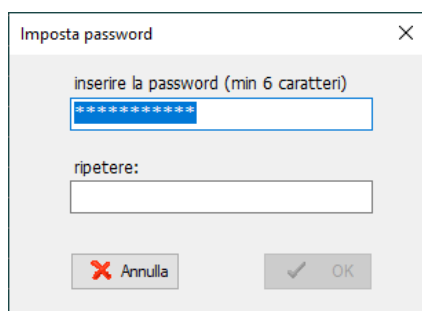 Imposta password
inserire la password (min 6 caratteri)
***********
ripetere:
Annulla
OK